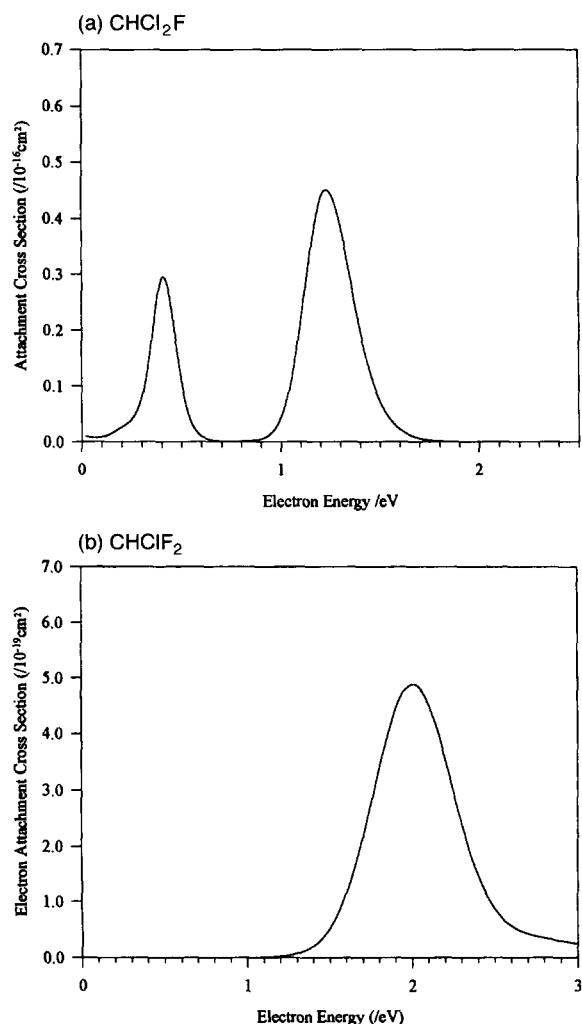 (a) CHCl₂F
0.7
0.6
0.5
0.4
0.3
0.2
0.1
0.0
Attachment Cross Section (/10⁻¹⁶cm²)
0 1 2
Electron Energy /eV
(b) CHClF₂
7.0
6.0
5.0
4.0
3.0
2.0
1.0
0.0
Electron Attachment Cross Section (/10⁻¹⁹cm²)
0 1 2 3
Electron Energy (/eV)